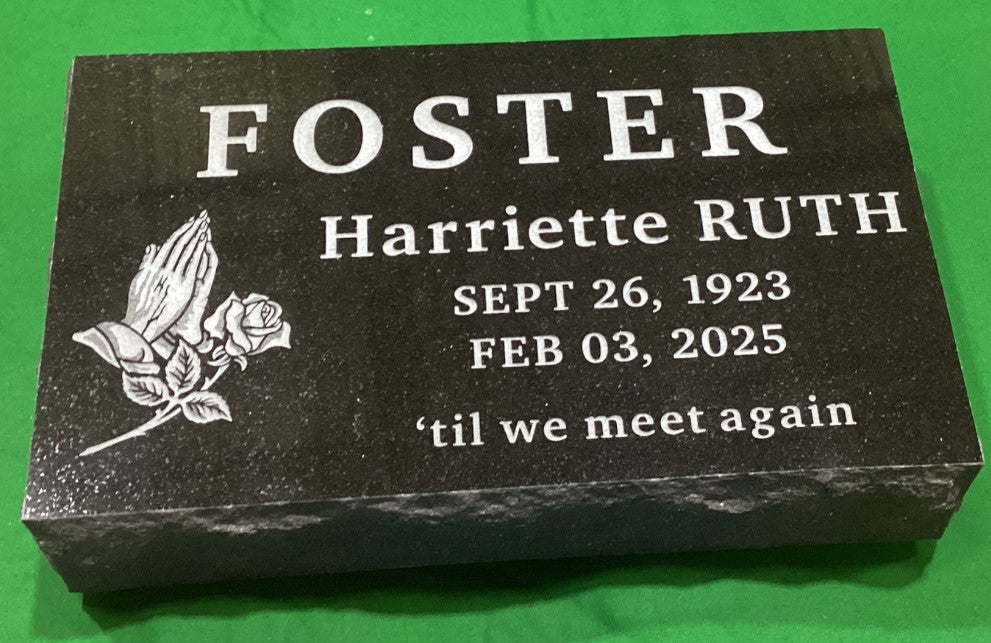 FOSTER
Harriette RUTH
SEPT 26, 1923
FEB 03, 2025
‘til we meet again